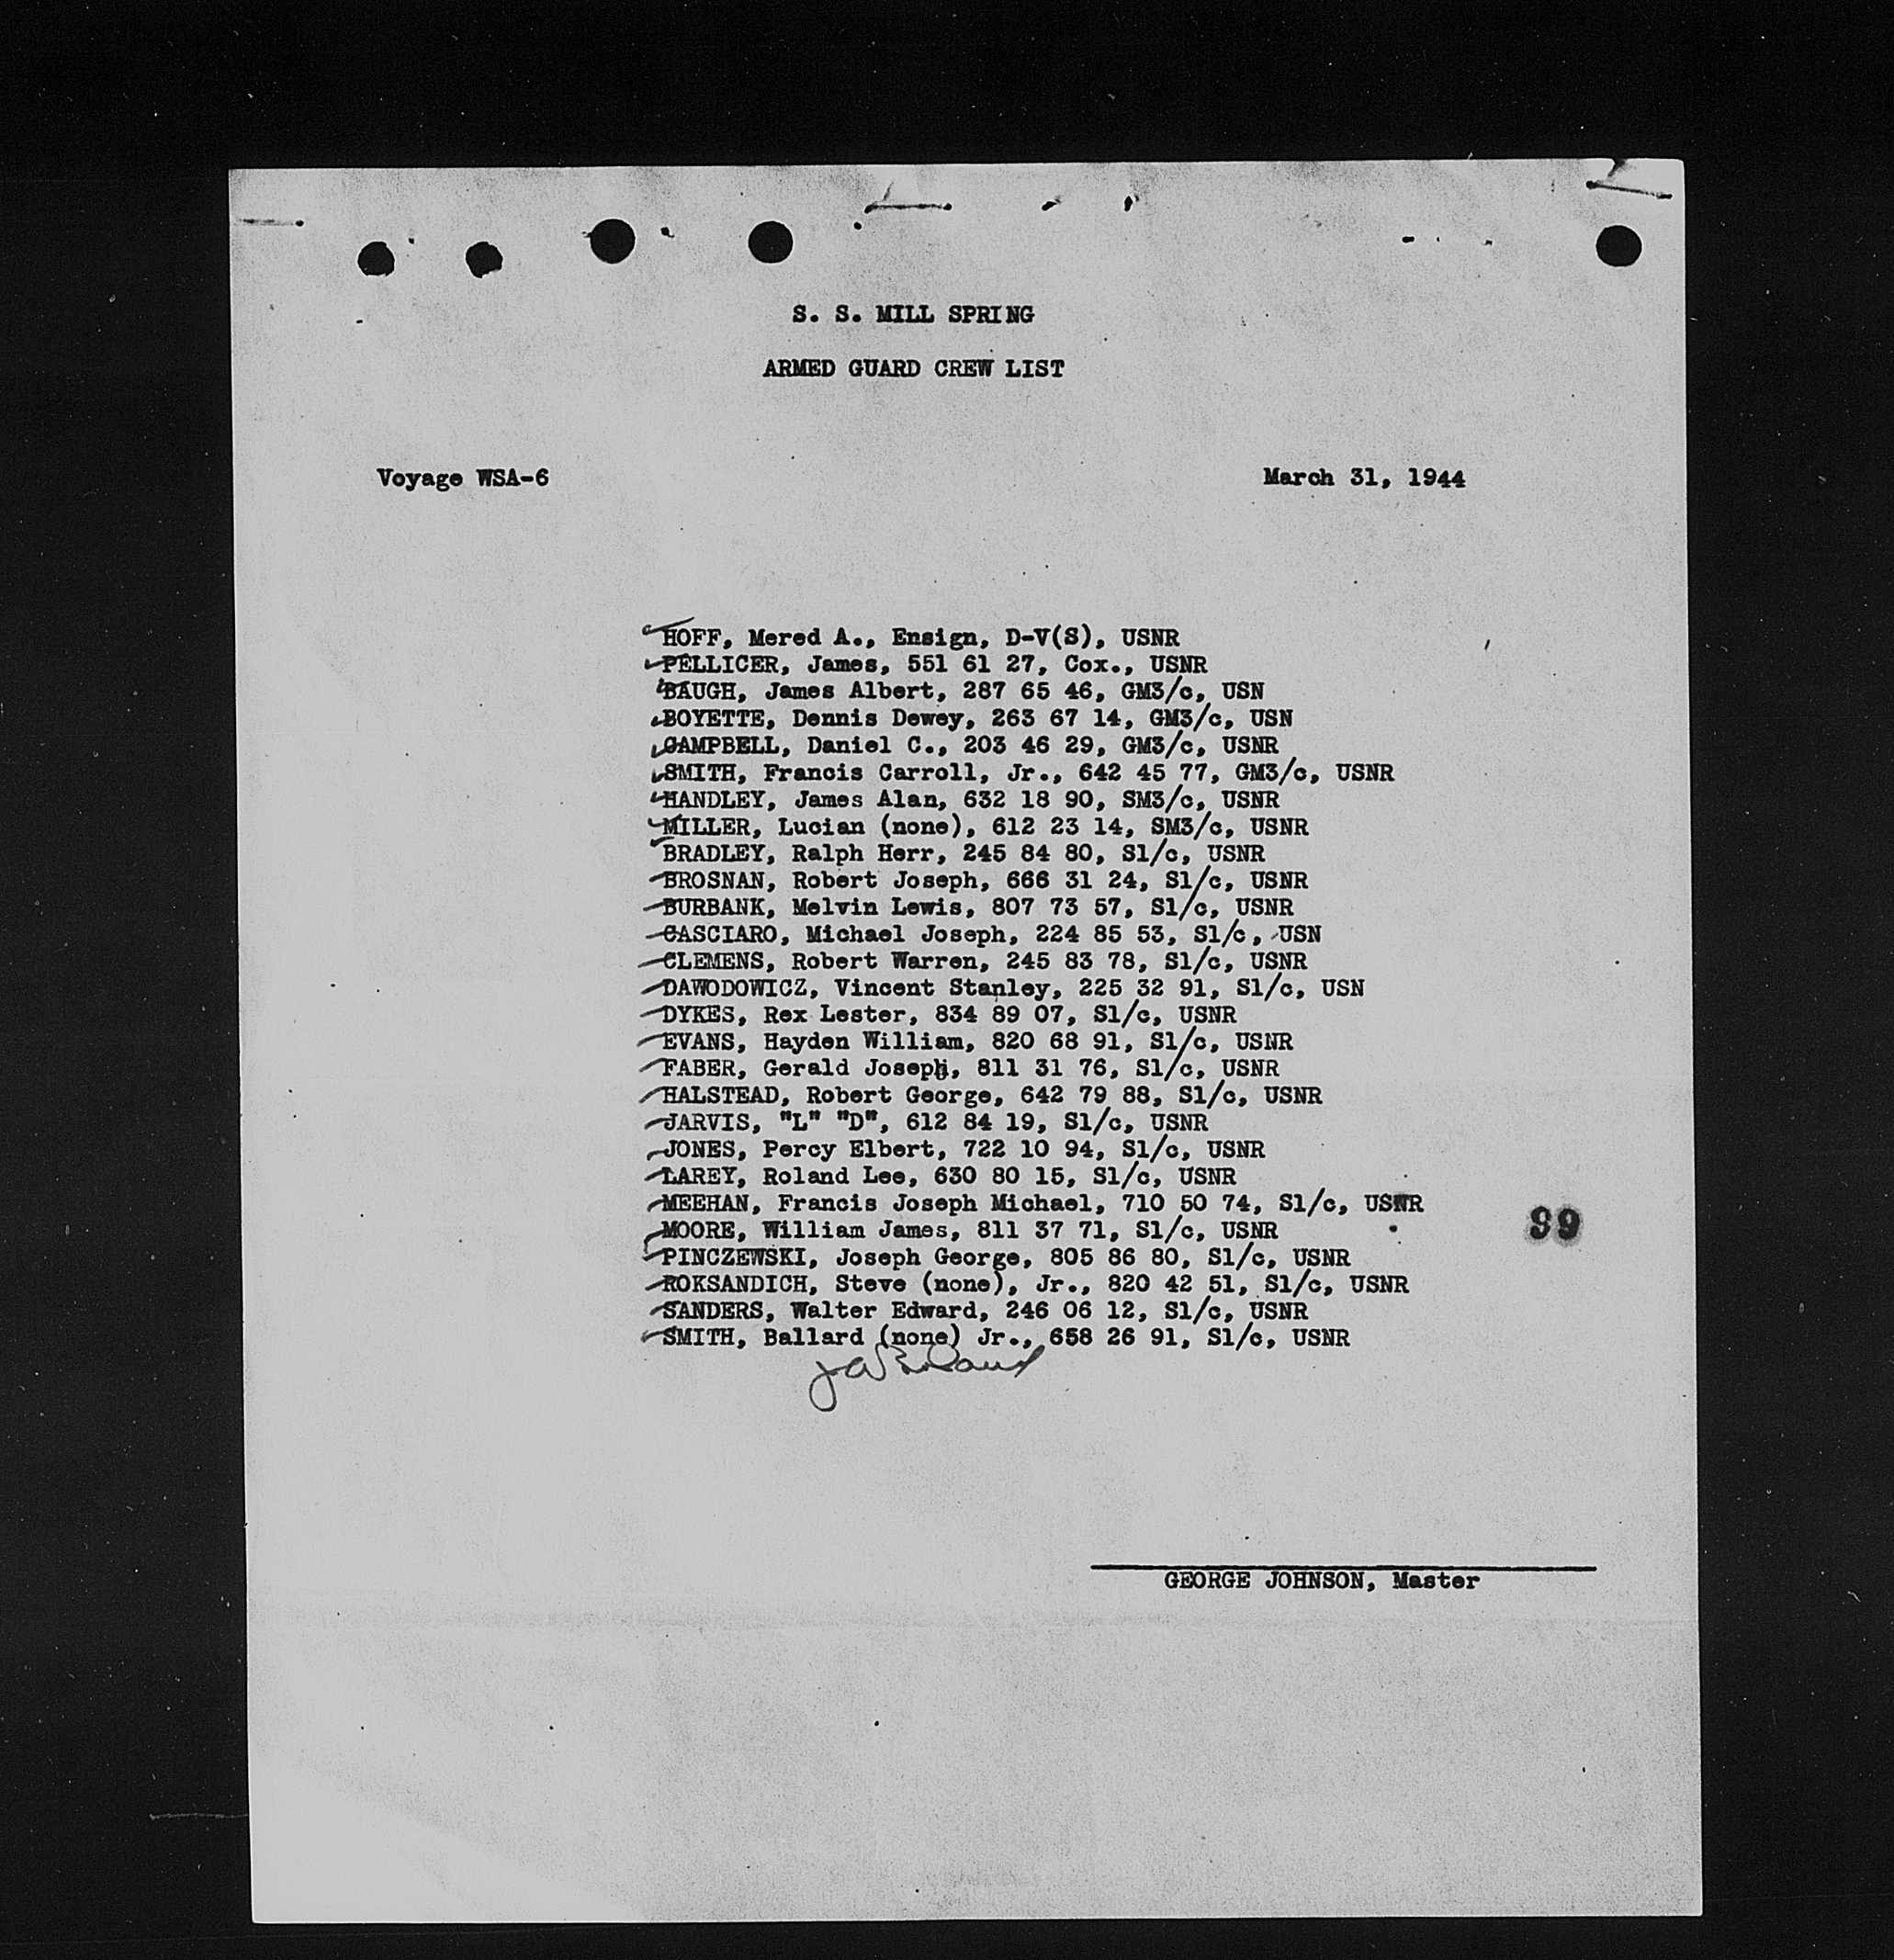 S. S. MILL SPRING
ARMED GUARD CREW LIST
Voyage WSA-6 March 31, 1944
HOFF, Mered A., Ensign, D-V(S), USNR
PELLICER, James, 551 61 27, Cox., USNR
BAUGH, James Albert, 287 65 46, GM3/c, USN
BOYETTE, Dennis Dewey, 263 67 14, GM3/c, USN
CAMPBELL, Daniel C., 203 46 29, GM3/c, USNR
SMITH, Francis Carroll, Jr., 642 45 77, GM3/c, USNR
HANDLEY, James Alan, 632 18 90, SM3/c, USNR
MILLER, Lucian (none), 612 23 14, SM3/c, USNR
BRADLEY, Ralph Herr, 245 84 80, S1/c, USNR
BROSNAN, Robert Joseph, 666 31 24, S1/c, USNR
BURBANK, Melvin Lewis, 807 73 57, S1/c, USNR
CASCIARO, Michael Joseph, 224 85 53, S1/c, USN
CLEMENS, Robert Warren, 245 83 78, S1/c, USNR
DAWODOWICZ, Vincent Stanley, 225 32 91, S1/c, USN
DYKES, Rex Lester, 834 89 07, S1/c, USNR
EVANS, Hayden William, 820 68 91, S1/c, USNR
FABER, Gerald Joseph, 811 31 76, S1/c, USNR
HALSTEAD, Robert George, 642 79 88, S1/c, USNR
JARVIS, "L" "D", 612 84 19, S1/c, USNR
JONES, Percy Elbert, 722 10 94, S1/c, USNR
LAREY, Roland Lee, 630 80 15, S1/c, USNR
MEEHAN, Francis Joseph Michael, 710 50 74, S1/c, USNR
MOORE, William James, 811 37 71, S1/c, USNR
99
PINCZEWSKI, Joseph George, 805 86 80, S1/c, USNR
ROKSANDICH, Steve (none), Jr., 820 42 51, S1/c, USNR
SANDERS, Walter Edward, 246 06 12, S1/c, USNR
SMITH, Ballard (none) Jr., 658 26 91, S1/c, USNR
GEORGE JOHNSON, Master